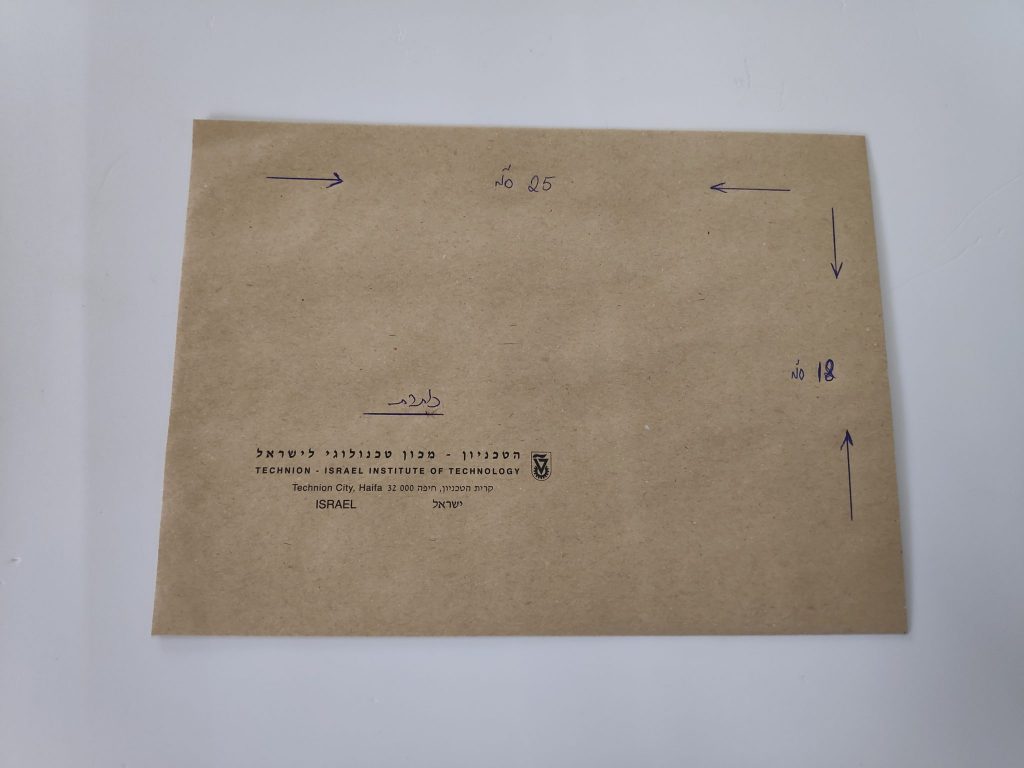 25 ס"מ
18 ס"מ
כותרת
הטכניון - מכון טכנולוגי לישראל
TECHNION - ISRAEL INSTITUTE OF TECHNOLOGY
Technion City, Haifa 32 000 קרית הטכניון, חיפה
ISRAEL ישראל